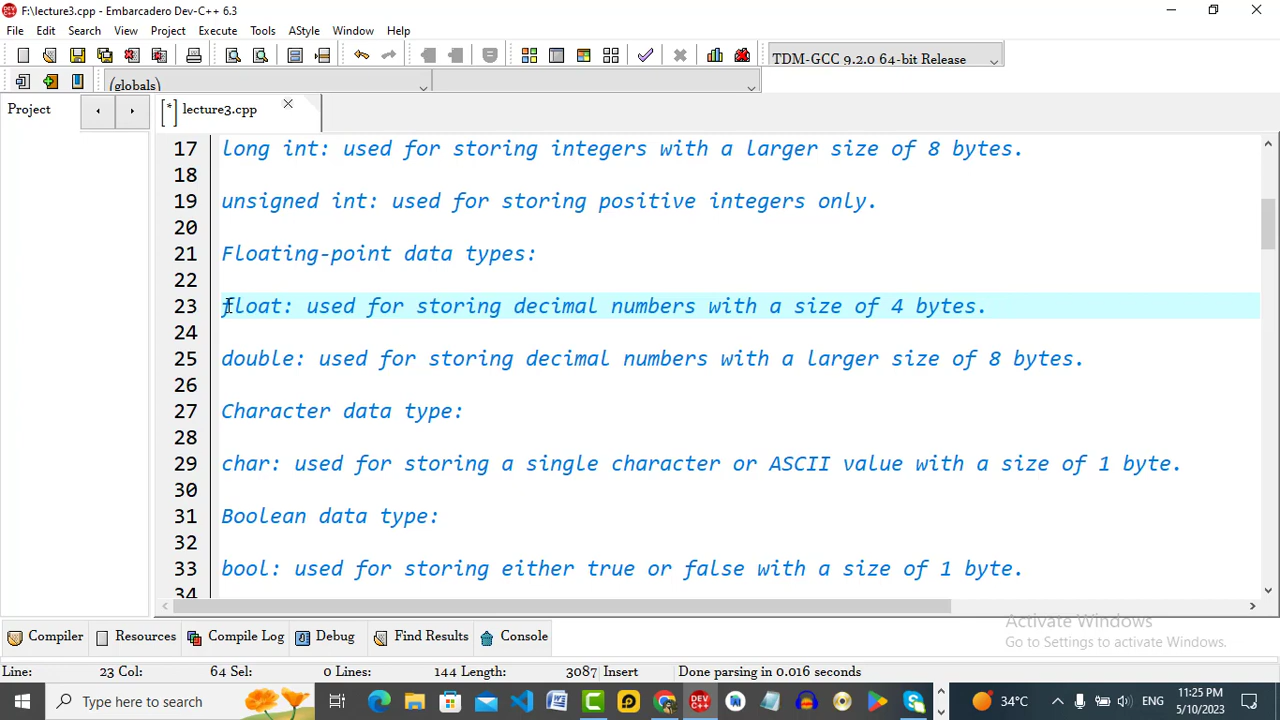 F:\lecture3.cpp - Embarcadero Dev-C++ 6.3
File Edit Search View Project Execute Tools AStyle Window Help
TDM-GCC 9.2.0 64-bit Release
(globals)
Project
[*] lecture3.cpp
17 long int: used for storing integers with a larger size of 8 bytes.
18
19 unsigned int: used for storing positive integers only.
20
21 Floating-point data types:
22
23 float: used for storing decimal numbers with a size of 4 bytes.
24
25 double: used for storing decimal numbers with a larger size of 8 bytes.
26
27 Character data type:
28
29 char: used for storing a single character or ASCII value with a size of 1 byte.
30
31 Boolean data type:
32
33 bool: used for storing either true or false with a size of 1 byte.
34
Activate Windows
Go to Settings to activate Windows.
Compiler Resources Compile Log Debug Find Results Console
Line: 23 Col: 64 Sel: 0 Lines: 144 Length: 3087 Insert Done parsing in 0.016 seconds
Type here to search
34°C
ENG
11:25 PM
5/10/2023